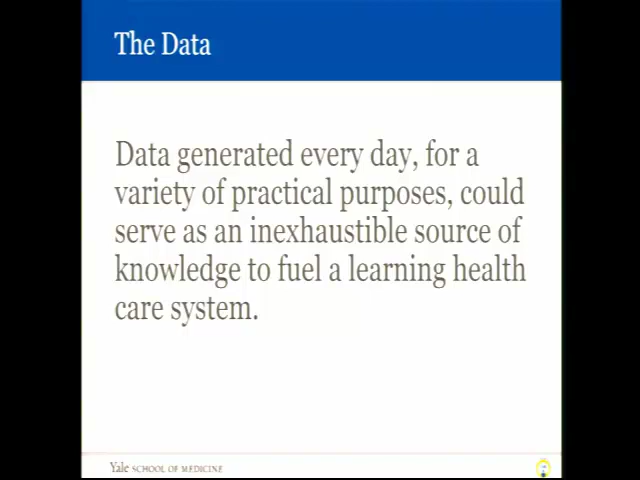 The Data
Data generated every day, for a
variety of practical purposes, could
serve as an inexhaustible source of
knowledge to fuel a learning health
care system.
Yale SCHOOL OF MEDICINE